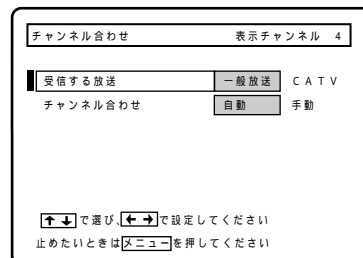 チャンネル合わせ 表示チャンネル 4
受信する放送 一般放送 CATV
チャンネル合わせ 自動 手動
↑↓で選び、←→で設定してください
止めたいときはメニューを押してください